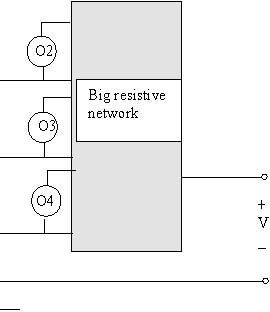 O2
Big resistive
network
O3
O4
+
V
–